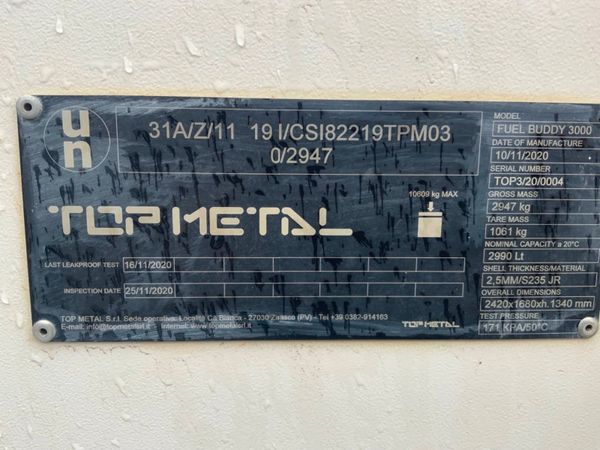 un
31A/Z/11 19 I/CSI82219TPM03
0/2947
TOP METAL
10609 kg MAX
LAST LEAKPROOF TEST 16/11/2020
INSPECTION DATE 25/11/2020
TOP METAL S.r.l. Sede operativa: Località Cà Bianca - 27030 Zinasco (PV) - Tel +39 0382-914163
E-mail: info@topmetalsrl.it - Internet: www.topmetalsrl.it
TOP METAL
MODEL
FUEL BUDDY 3000
DATE OF MANUFACTURE
10/11/2020
SERIAL NUMBER
TOP3/20/0004
GROSS MASS
2947 kg
TARE MASS
1061 kg
NOMINAL CAPACITY a 20°C
2990 Lt
SHELL THICKNESS/MATERIAL
2,5MM/S235 JR
OVERALL DIMENSIONS
2420x1680xh.1340 mm
TEST PRESSURE
171 KPA/50°C